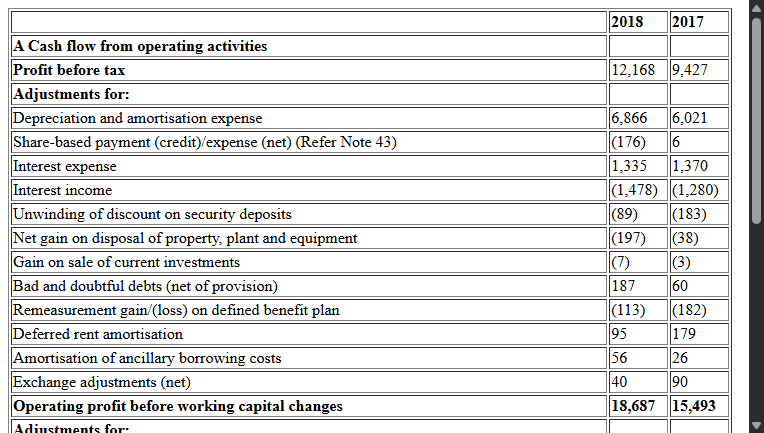 2018 2017
A Cash flow from operating activities
Profit before tax 12,168 9,427
Adjustments for:
Depreciation and amortisation expense 6,866 6,021
Share-based payment (credit)/expense (net) (Refer Note 43) (176) 6
Interest expense 1,335 1,370
Interest income (1,478) (1,280)
Unwinding of discount on security deposits (89) (183)
Net gain on disposal of property, plant and equipment (197) (38)
Gain on sale of current investments (7) (3)
Bad and doubtful debts (net of provision) 187 60
Remeasurement gain/(loss) on defined benefit plan (113) (182)
Deferred rent amortisation 95 179
Amortisation of ancillary borrowing costs 56 26
Exchange adjustments (net) 40 90
Operating profit before working capital changes 18,687 15,493
Adjustments for: